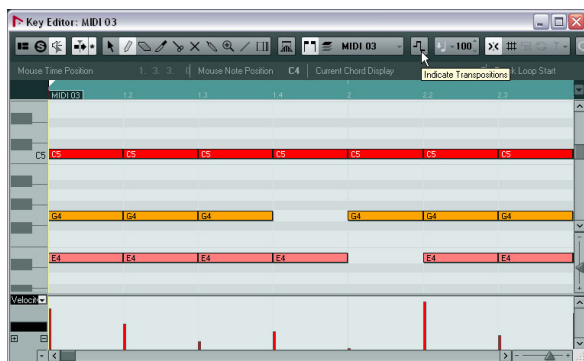 Key Editor: MIDI 03
MIDI 03 -100
Mouse Time Position 1. 3. 3. Mouse Note Position C4 Current Chord Display Loop Start
Indicate Transpositions
MIDI 03 1.2 1.3 1.4 2 2.2 2.3
C5 C5 C5 C5 C5 C5 C5 C5
G4 G4 G4 G4 G4 G4
E4 E4 E4 E4 E4 E4
Velocit